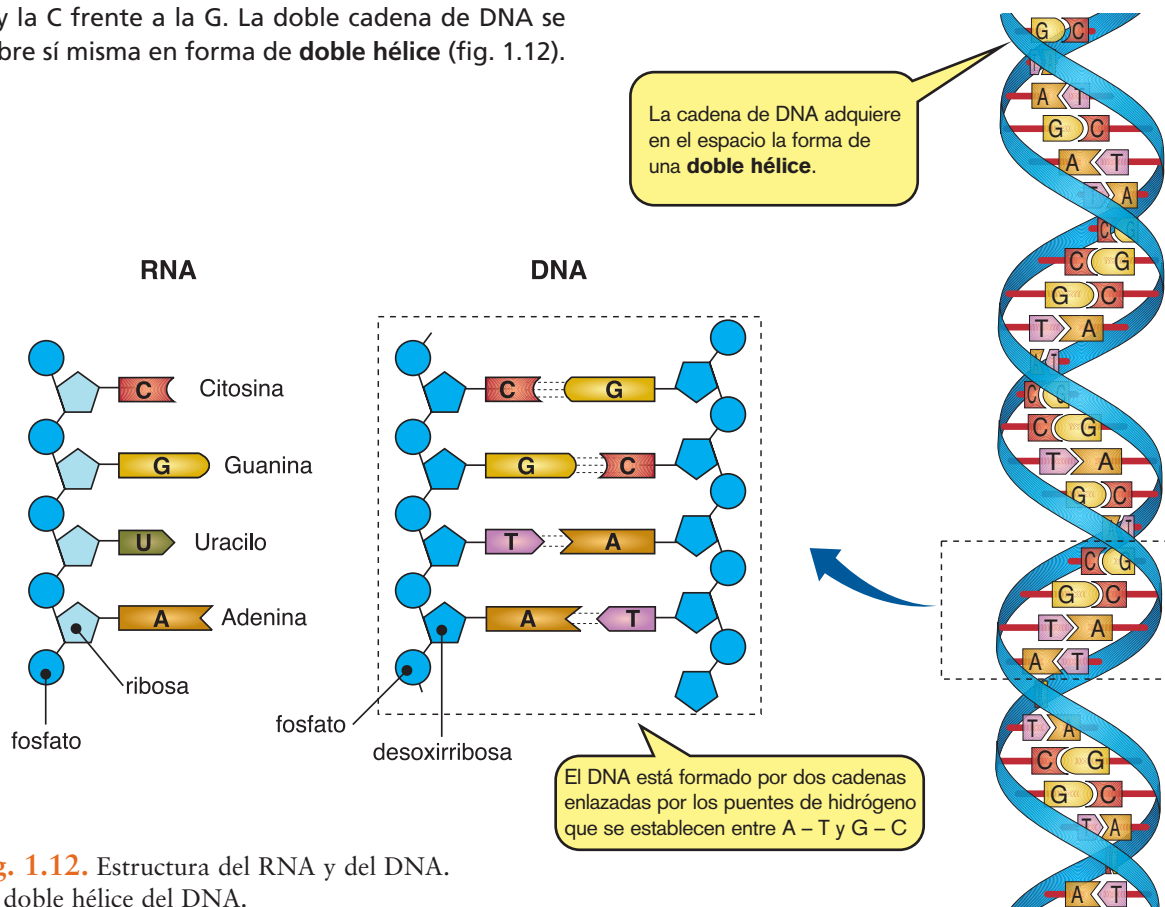 y la C frente a la G. La doble cadena de DNA se
bre sí misma en forma de doble hélice (fig. 1.12).
La cadena de DNA adquiere
en el espacio la forma de
una doble hélice.
RNA
C Citosina
G Guanina
U Uracilo
A Adenina
ribosa
fosfato
DNA
C G
G C
T A
A T
fosfato
desoxirribosa
El DNA está formado por dos cadenas
enlazadas por los puentes de hidrógeno
que se establecen entre A – T y G – C
G C
A T
G C
A T
T A
C G
C G
G C
T A
A T
C G
C G
T A
G C
A T
C G
G C
T A
A T
T A
C G
G C
T A
A T
g. 1.12. Estructura del RNA y del DNA.
doble hélice del DNA.